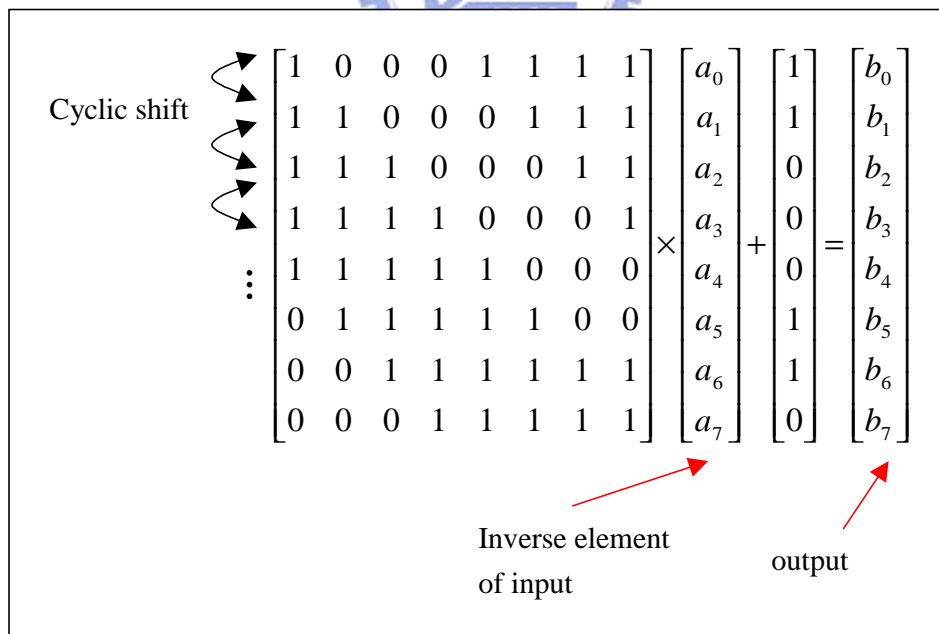 [1 0 0 0 1 1 1 1] [a₀] [1] [b₀]
Cyclic shift
[1 1 0 0 0 1 1 1] [a₁] [1] [b₁]
[1 1 1 0 0 0 1 1] [a₂] [0] [b₂]
[1 1 1 1 0 0 0 1] × [a₃] + [0] = [b₃]
⋮ [1 1 1 1 1 0 0 0] [a₄] [0] [b₄]
[0 1 1 1 1 1 0 0] [a₅] [1] [b₅]
[0 0 1 1 1 1 1 1] [a₆] [1] [b₆]
[0 0 0 1 1 1 1 1] [a₇] [0] [b₇]
Inverse element
of input
output